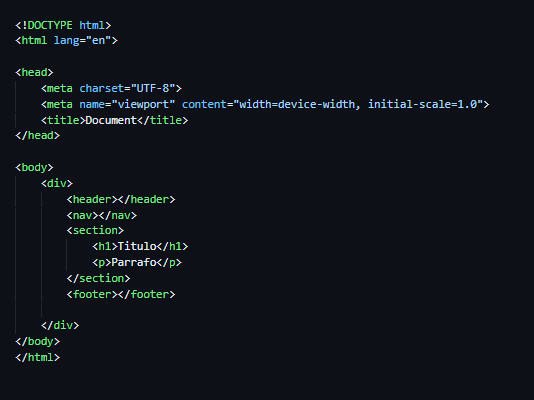 <!DOCTYPE html>
<html lang="en">
<head>
<meta charset="UTF-8">
<meta name="viewport" content="width=device-width, initial-scale=1.0">
<title>Document</title>
</head>
<body>
<div>
<header></header>
<nav></nav>
<section>
<h1>Titulo</h1>
<p>Parrafo</p>
</section>
<footer></footer>
</div>
</body>
</html>